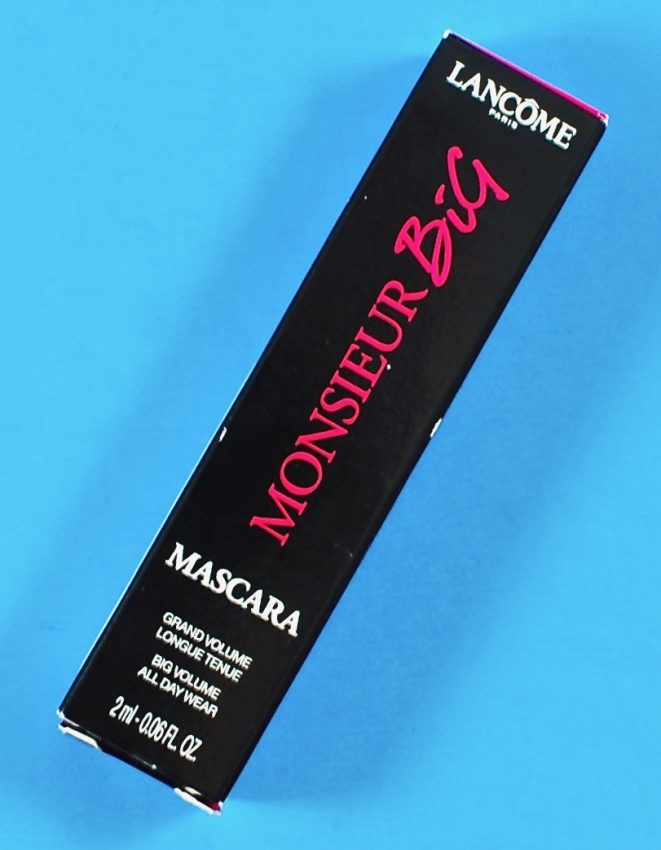 LANCÔME
PARIS
MONSIEUR BiG
MASCARA
GRAND VOLUME
LONGUE TENUE
BIG VOLUME
ALL DAY WEAR
2 ml - 0.06 FL. OZ